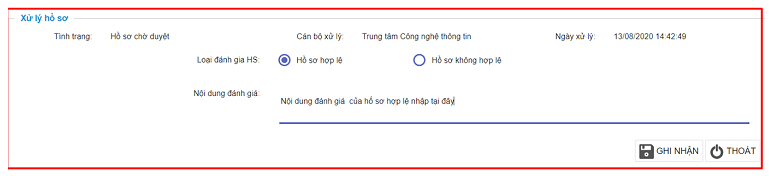 Xử lý hồ sơ
Tình trạng: Hồ sơ chờ duyệt Cán bộ xử lý: Trung tâm Công nghệ thông tin Ngày xử lý: 13/08/2020 14:42:49
Loại đánh gia HS: Hồ sơ hợp lệ Hồ sơ không hợp lệ
Nội dung đánh giá:
Nội dung đánh giá của hồ sơ hợp lệ nhập tại đây
GHI NHẬN THOÁT